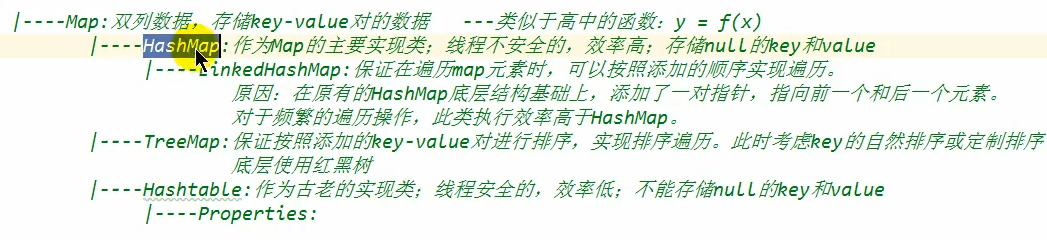 |----Map:双列数据，存储key-value对的数据 ---类似于高中的函数：y = f(x)
|----HashMap:作为Map的主要实现类；线程不安全的，效率高；存储null的key和value
|----LinkedHashMap:保证在遍历map元素时，可以按照添加的顺序实现遍历。
原因：在原有的HashMap底层结构基础上，添加了一对指针，指向前一个和后一个元素。
对于频繁的遍历操作，此类执行效率高于HashMap。
|----TreeMap:保证按照添加的key-value对进行排序，实现排序遍历。此时考虑key的自然排序或定制排序
底层使用红黑树
|----Hashtable:作为古老的实现类；线程安全的，效率低；不能存储null的key和value
|----Properties: